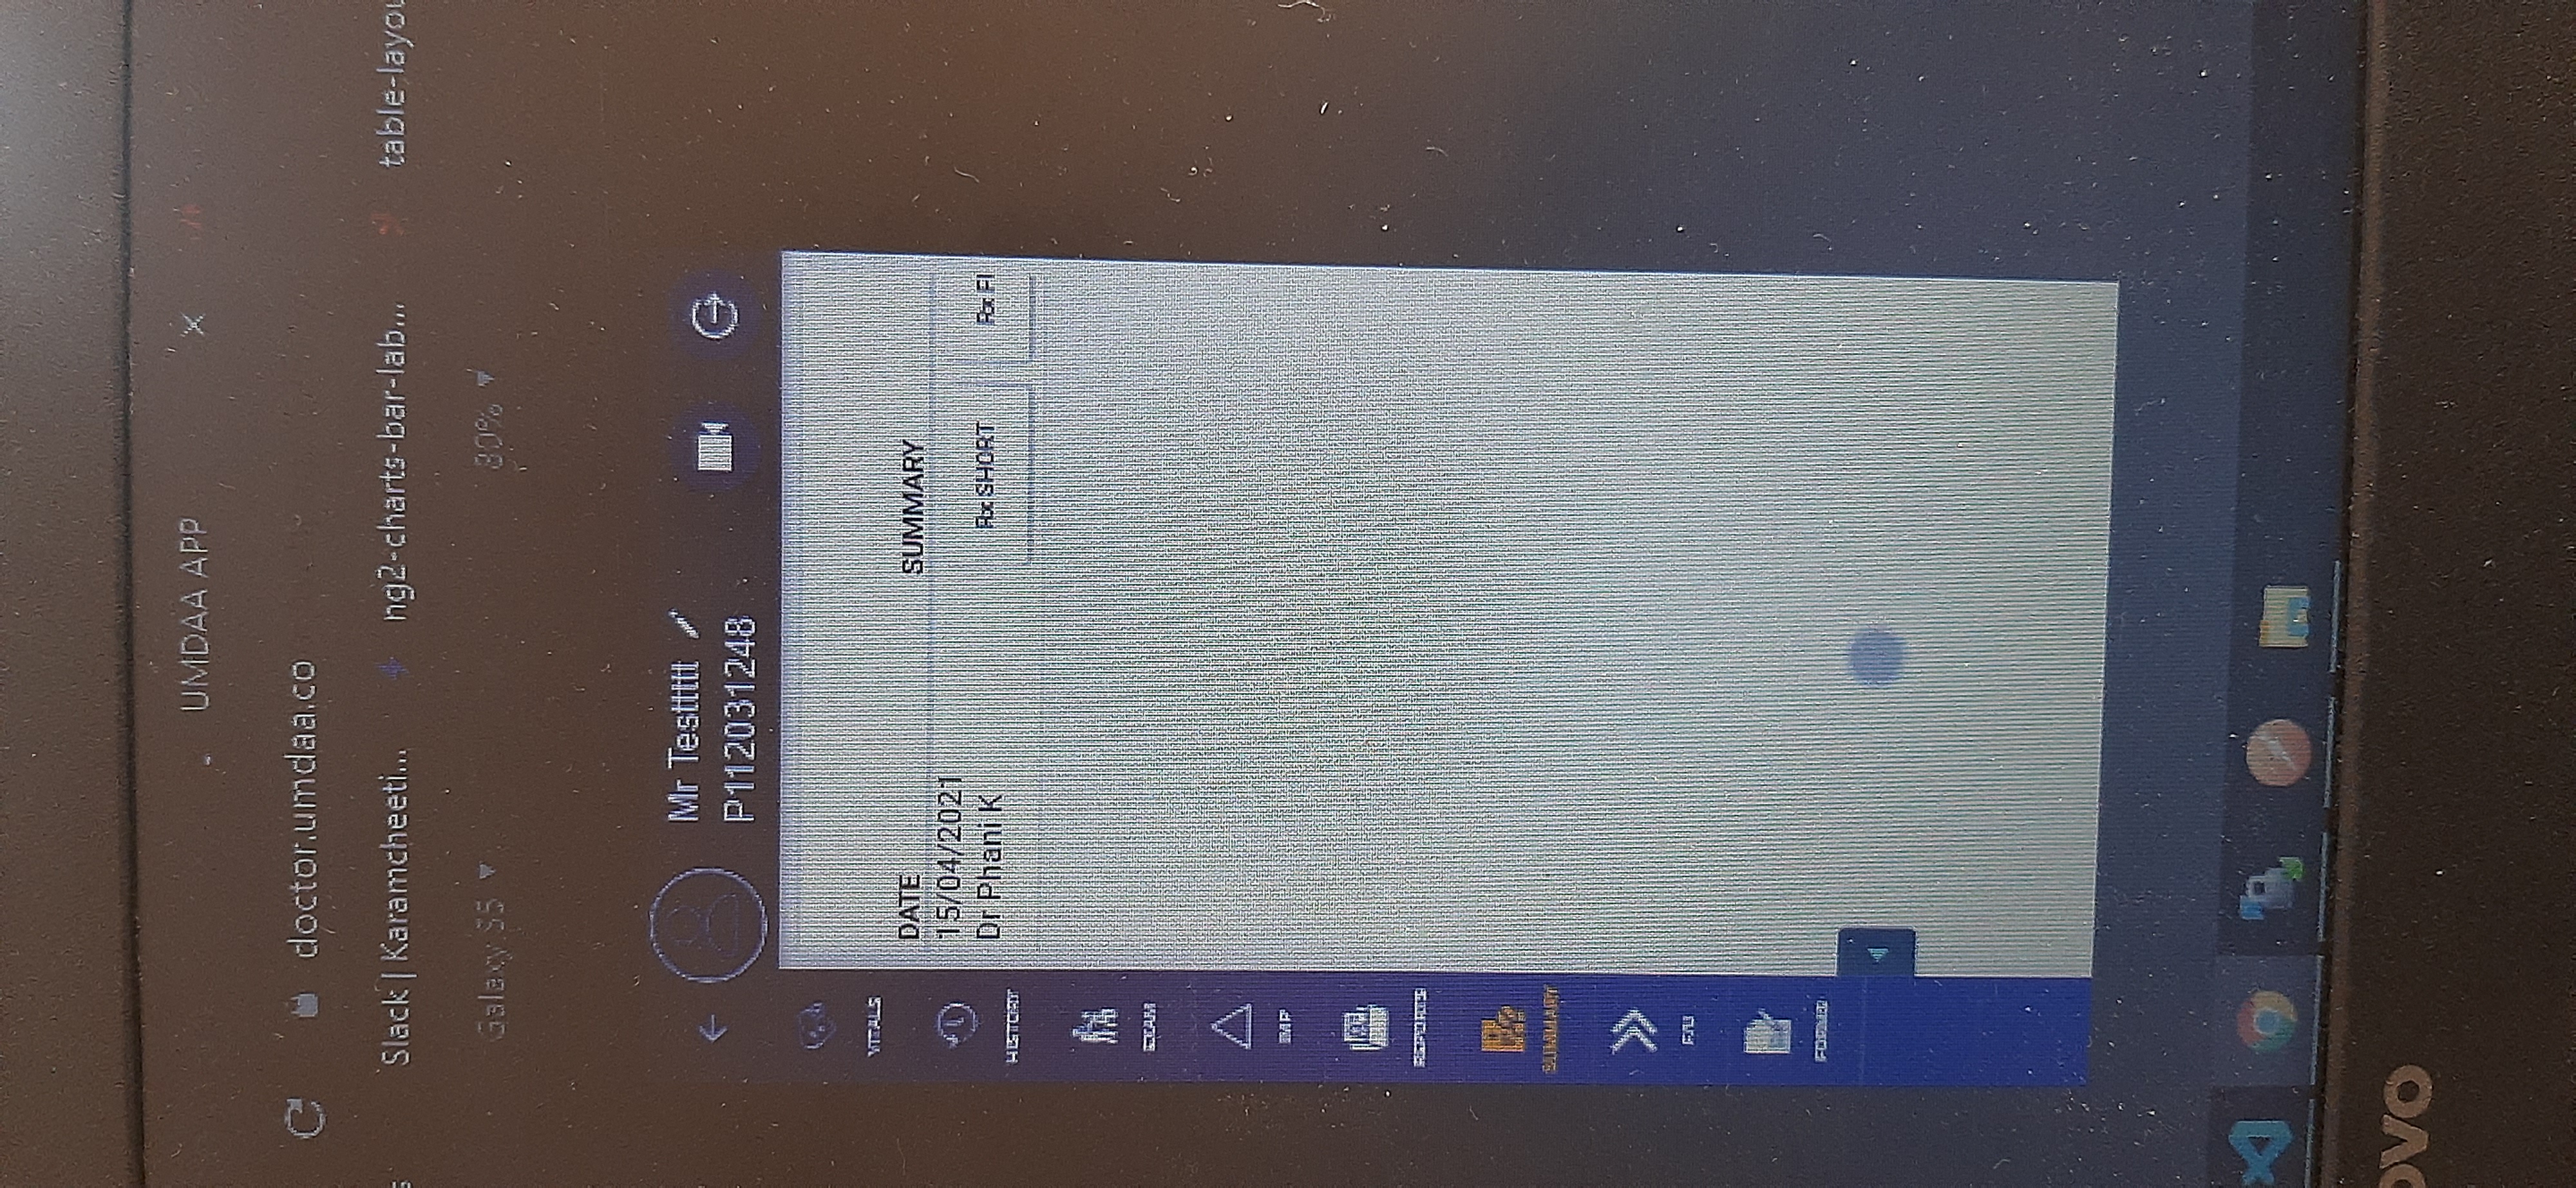 UMDAA APP
doctor.umdaa.co
s
Slack | Karamcheeti...
ng2-charts-bar-lab...
table-layou
Galaxy S5
80%
Mr Testtttt
P112031248
VITALS
DATE
SUMMARY
15/04/2021
Dr Phani K
Rx SHORT
Rx F
HISTORY
EXAM
IMP
REPORTS
SUMMARY
F/U
FORMS
OVO